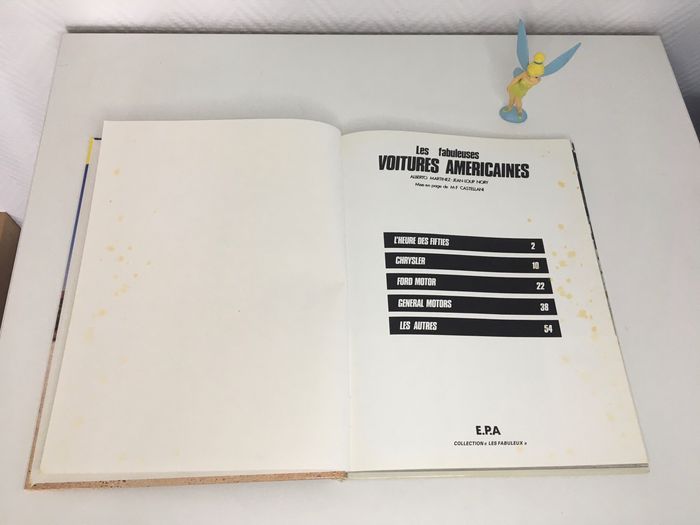 Les fabuleuses
VOITURES AMERICAINES
ALBERTO MARTINEZ - JEAN-LOUP NORY
Mise en page de M-F CASTELLANI
L'HEURE DES FIFTIES 2
CHRYSLER 10
FORD MOTOR 22
GENERAL MOTORS 38
LES AUTRES 54
E.P.A
COLLECTION « LES FABULEUX »